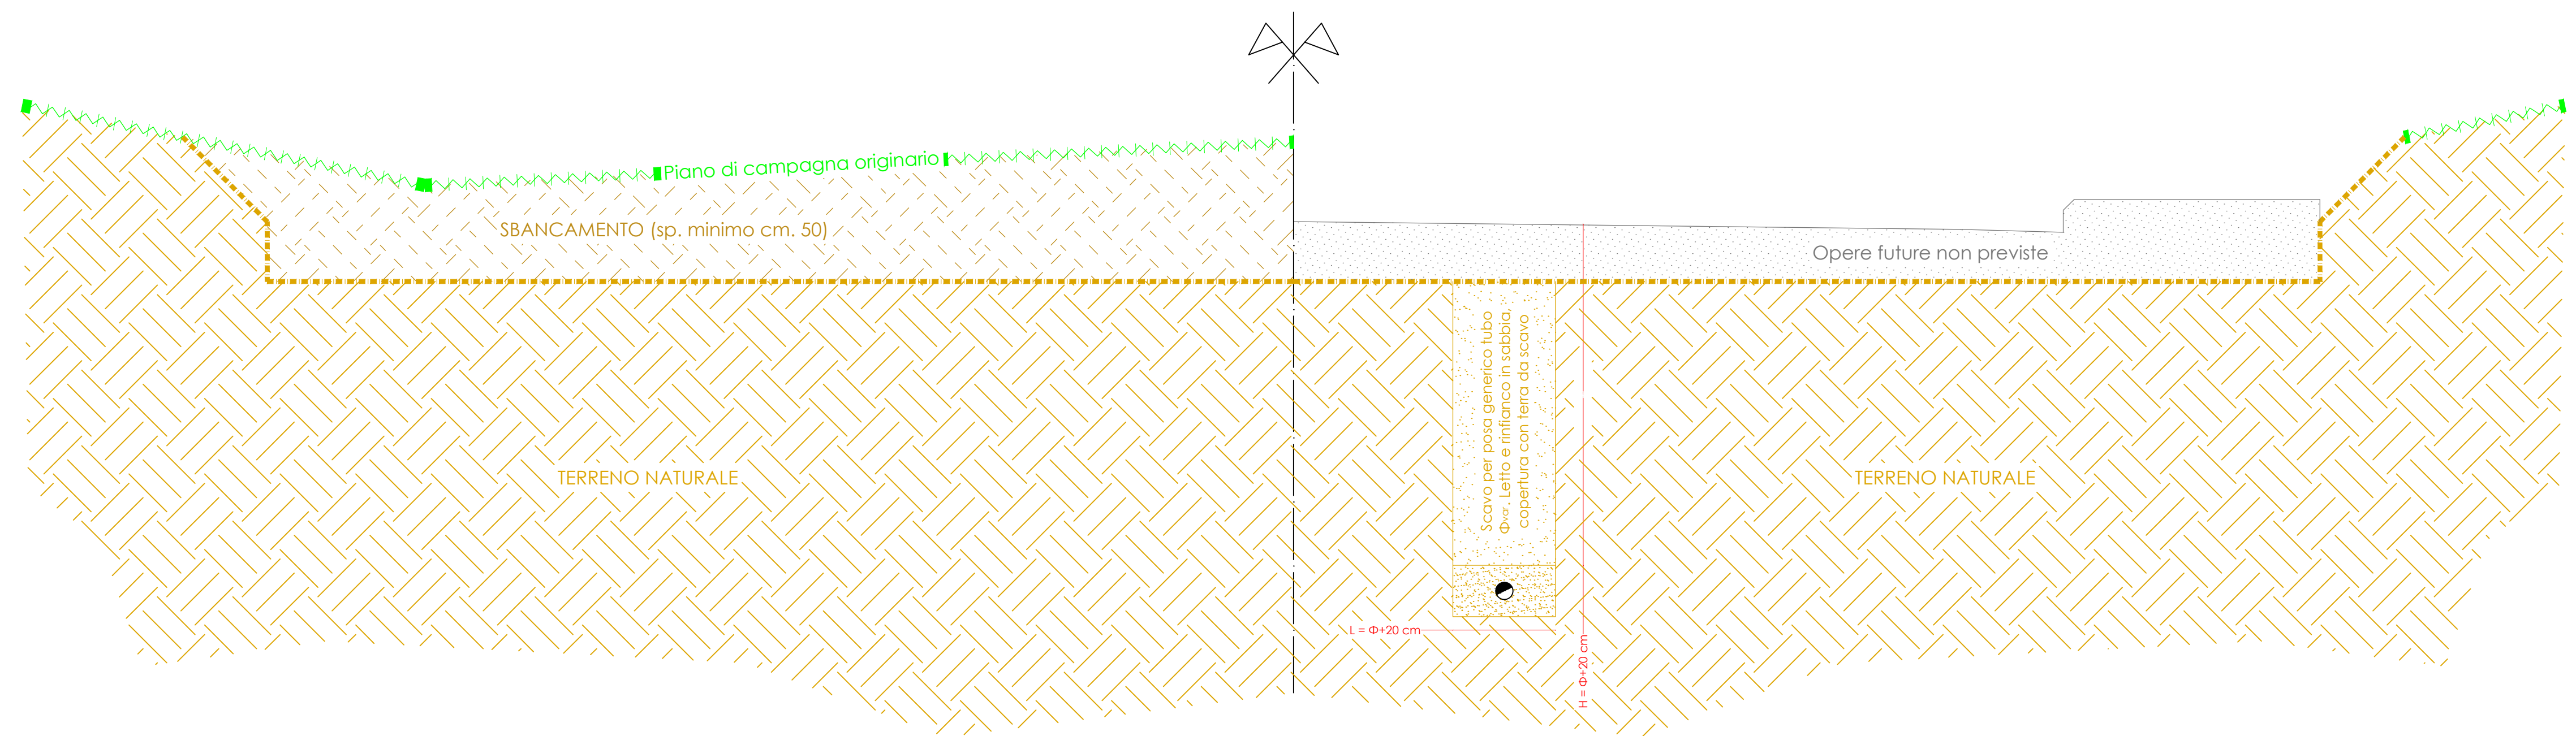 Piano di campagna originario
SBANCAMENTO (sp. minimo cm. 50)
Opere future non previste
Scavo per posa generico tubo
Φvar. Letto e rinfianco in sabbia,
copertura con terra da scavo
TERRENO NATURALE
TERRENO NATURALE
L = Φ+20 cm
H = Φ+20 cm